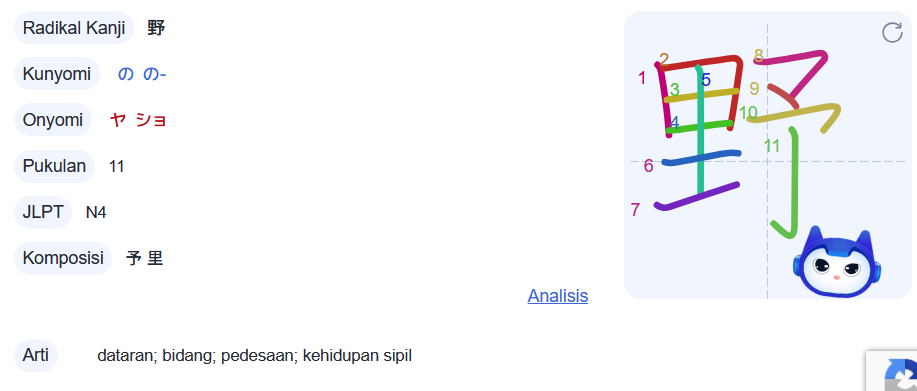 Radikal Kanji 野
Kunyomi の の-
Onyomi ヤ ショ
Pukulan 11
JLPT N4
Komposisi 予 里
Analisis
Arti dataran; bidang; pedesaan; kehidupan sipil
1
2
3
4
5
6
7
8
9
10
11